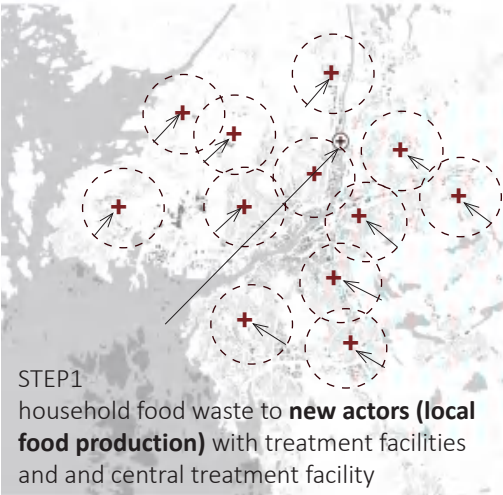 STEP1
household food waste to new actors (local
food production) with treatment facilities
and and central treatment facility